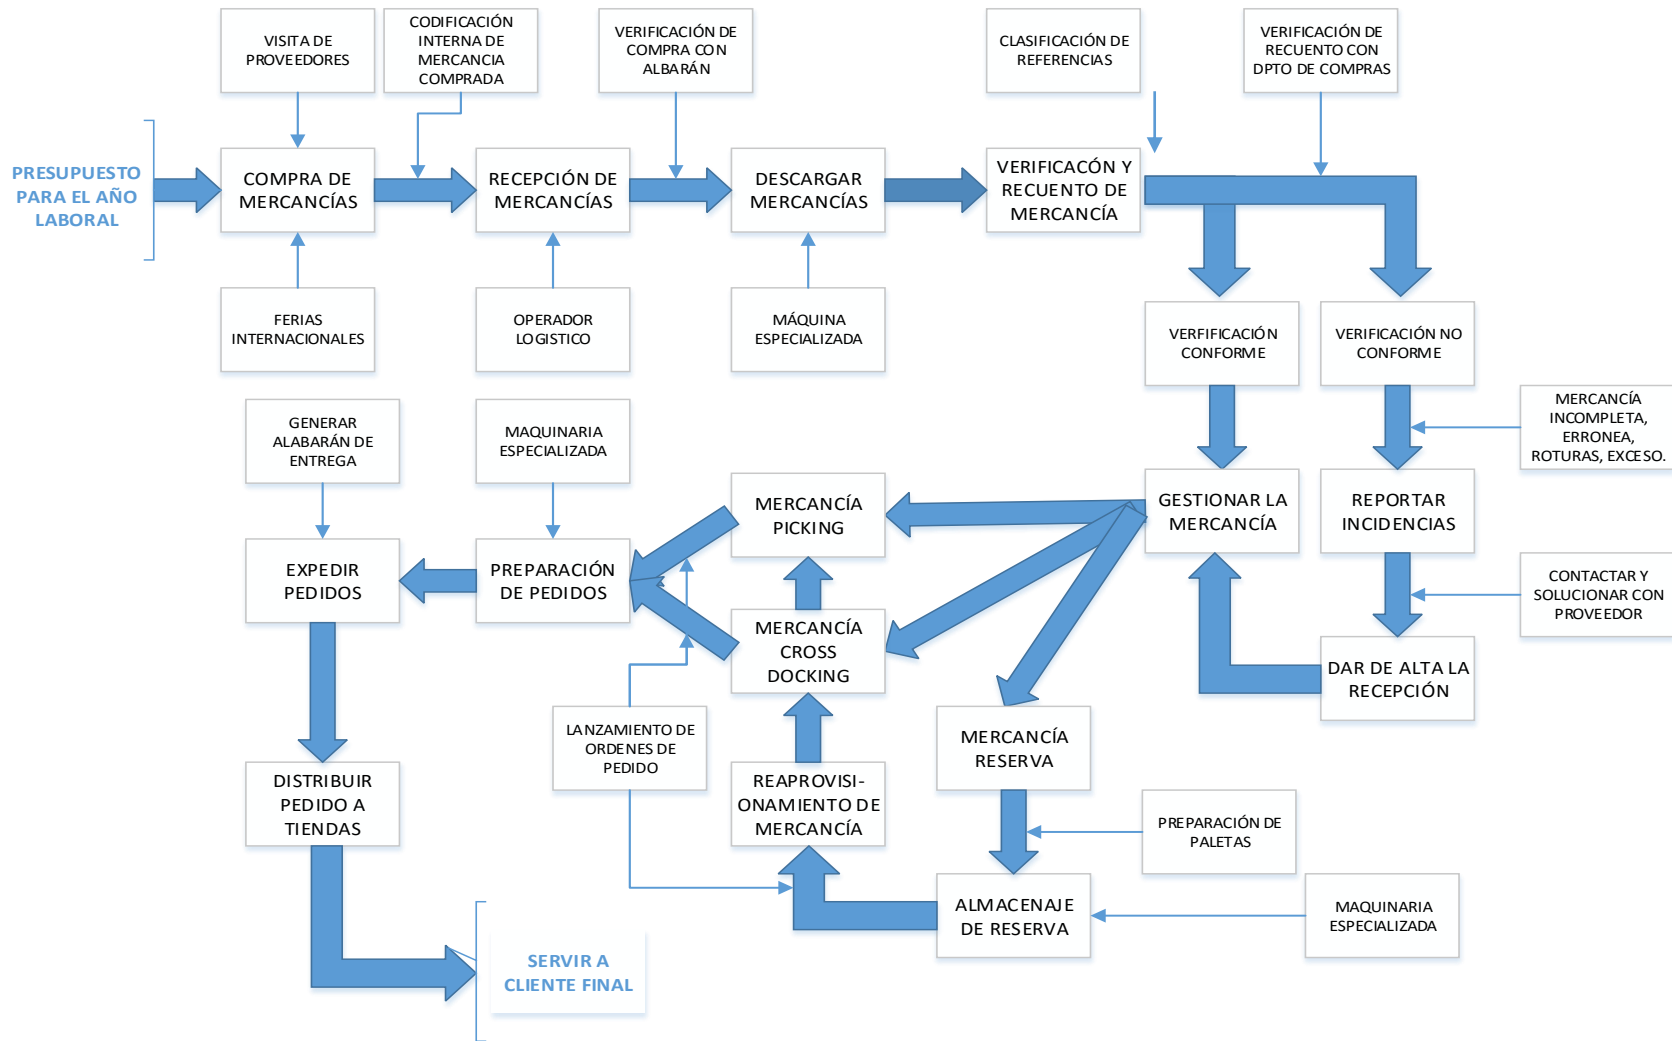 VISITA DE
PROVEEDORES
CODIFICACIÓN
INTERNA DE
MERCANCIA
COMPRADA
VERIFICACIÓN DE
COMPRA CON
ALBARÁN
CLASIFICACIÓN DE
REFERENCIAS
VERIFICACIÓN DE
RECUENTO CON
DPTO DE COMPRAS
PRESUPUESTO
PARA EL AÑO
LABORAL
COMPRA DE
MERCANCÍAS
RECEPCIÓN DE
MERCANCÍAS
DESCARGAR
MERCANCÍAS
VERIFICACÓN Y
RECUENTO DE
MERCANCÍA
FERIAS
INTERNACIONALES
OPERADOR
LOGISTICO
MÁQUINA
ESPECIALIZADA
VERFIFICACIÓN
CONFORME
VERIFICACIÓN NO
CONFORME
GENERAR
ALABARÁN DE
ENTREGA
MAQUINARIA
ESPECIALIZADA
MERCANCÍA
INCOMPLETA,
ERRONEA,
ROTURAS, EXCESO.
MERCANCÍA
PICKING
GESTIONAR LA
MERCANCÍA
REPORTAR
INCIDENCIAS
EXPEDIR
PEDIDOS
PREPARACIÓN
DE PEDIDOS
CONTACTAR Y
SOLUCIONAR CON
PROVEEDOR
MERCANCÍA
CROSS
DOCKING
DAR DE ALTA LA
RECEPCIÓN
LANZAMIENTO DE
ORDENES DE
PEDIDO
MERCANCÍA
RESERVA
DISTRIBUIR
PEDIDO A
TIENDAS
REAPROVISI-
ONAMIENTO DE
MERCANCÍA
PREPARACIÓN DE
PALETAS
ALMACENAJE
DE RESERVA
MAQUINARIA
ESPECIALIZADA
SERVIR A
CLIENTE FINAL